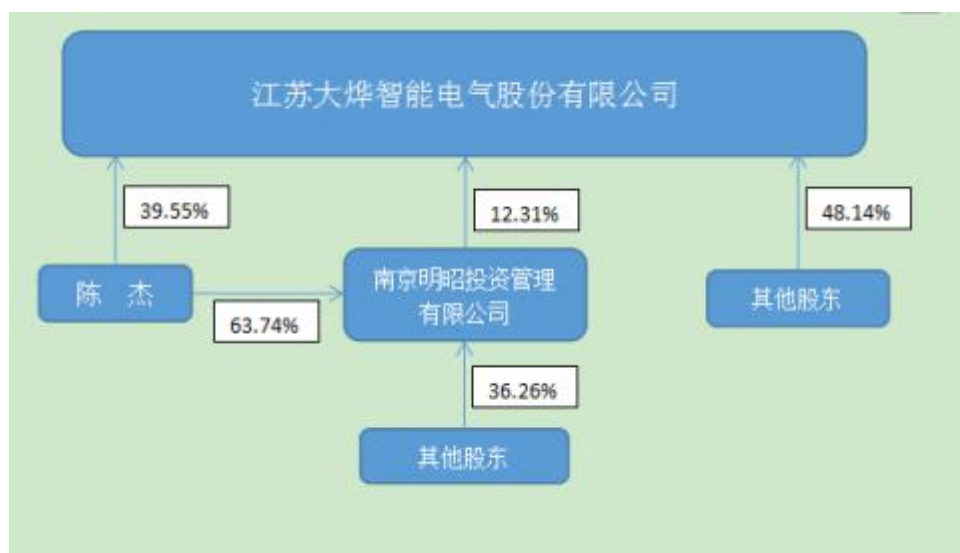 江苏大烨智能电气股份有限公司
39.55%
12.31%
48.14%
陈 杰
南京明昭投资管理
有限公司
其他股东
63.74%
36.26%
其他股东